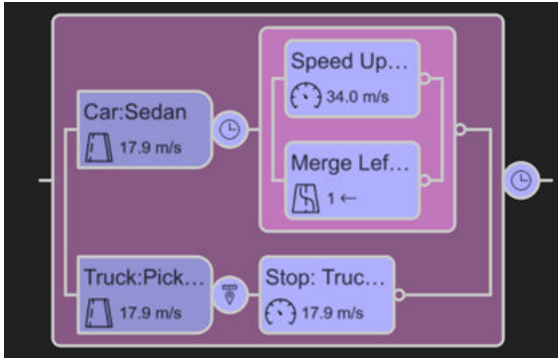 Speed Up...
34.0 m/s
Car:Sedan
17.9 m/s
Merge Lef...
1 ←
Truck:Pick...
17.9 m/s
Stop: Truc...
17.9 m/s